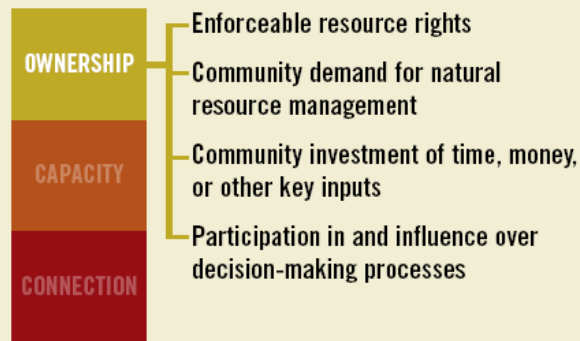 OWNERSHIP
Enforceable resource rights
Community demand for natural
resource management
Community investment of time, money,
or other key inputs
Participation in and influence over
decision-making processes
CAPACITY
CONNECTION